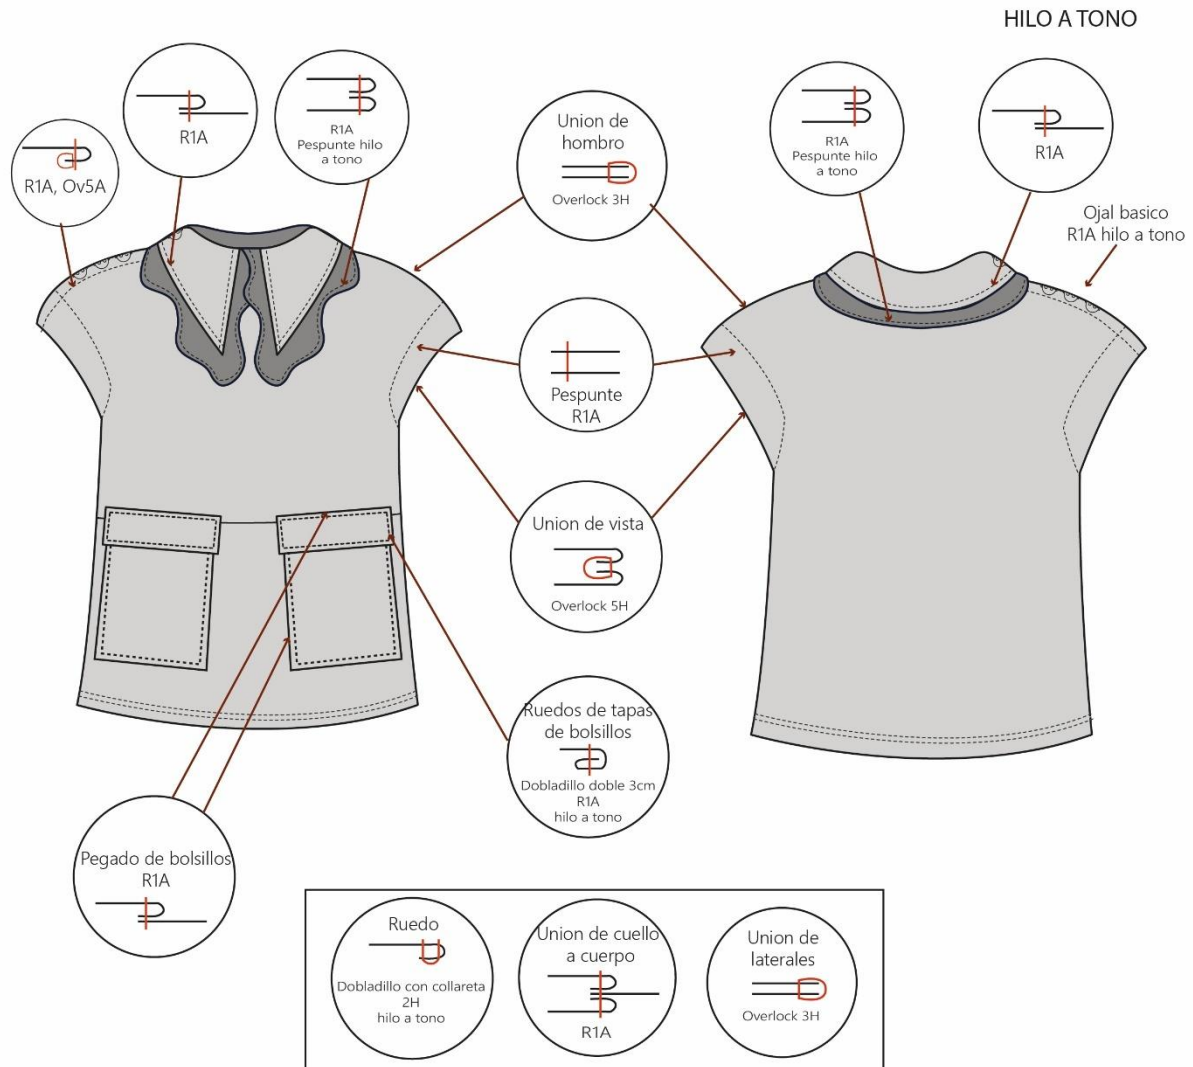 HILO A TONO
R1A, Ov5A
R1A
R1A
Pespunte hilo
a tono
Union de
hombro
Overlock 3H
R1A
Pespunte hilo
a tono
R1A
Ojal basico
R1A hilo a tono
Pespunte
R1A
Union de vista
Overlock 5H
Ruedos de tapas
de bolsillos
Dobladillo doble 3cm
R1A
hilo a tono
Pegado de bolsillos
R1A
Ruedo
Dobladillo con collareta
2H
hilo a tono
Union de cuello
a cuerpo
R1A
Union de
laterales
Overlock 3H